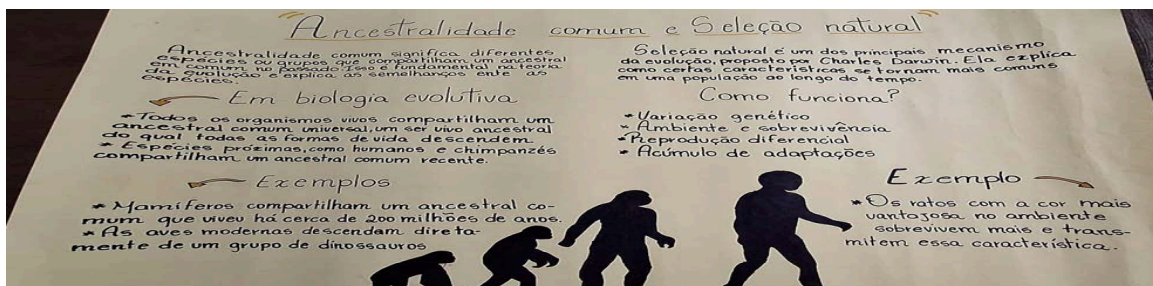 Ancestralidade comum e Seleção natural
Ancestralidade comum significa diferentes
espécies ou grupos que compartilham um ancestral
em comum no passado. Isso é fundamental na teoria
da evolução e explica as semelhanças ente as
espécies.
Em biologia evolutiva
* Todos os organismos vivos compartilham um
ancestral comum universal, um ser vivo ancestral
do qual todas as formas de vida descendem.
* Espécies próximas, como humanos e chimpanzés
compartilham um ancestral comum recente.
Exemplos
* Mamíferos compartilham um ancestral co-
mum que viveu há cerca de 200 milhões de anos.
* As aves modernas descendam direta-
mente de um grupo de dinossauros
Seleção natural é um dos principais mecanismo
da evolução, proposto por Charles Darwin. Ela explica
como certas características se tornam mais comuns
em uma população ao longo do tempo.
Como funciona?
* Variação genético
* Ambiente e sobrevivência
* Reprodução diferencial
* Acúmulo de adaptações
Exemplo
* Os ratos com a cor mais
vantajosa no ambiente
sobrevivem mais e trans-
mitem essa característica.